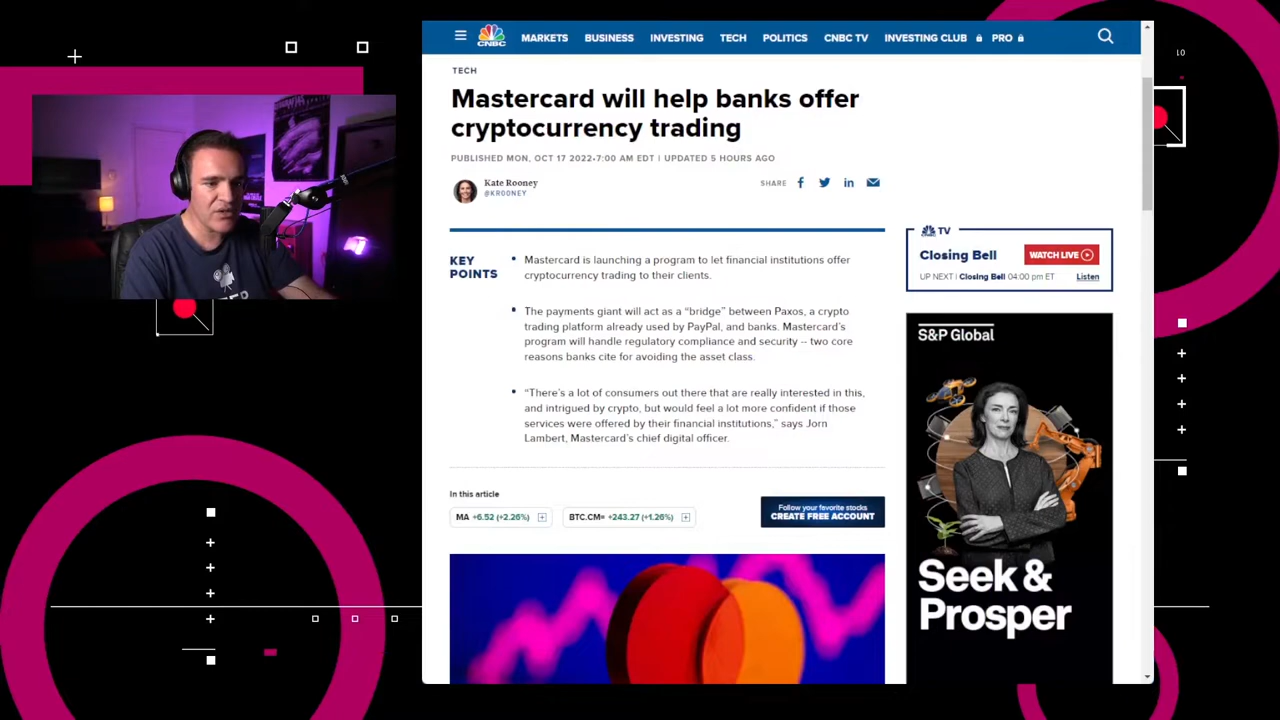 CNBC
MARKETS BUSINESS INVESTING TECH POLITICS CNBC TV INVESTING CLUB PRO
TECH
Mastercard will help banks offer
cryptocurrency trading
PUBLISHED MON, OCT 17 2022•7:00 AM EDT | UPDATED 5 HOURS AGO
Kate Rooney
@KROONEY
SHARE f in
KEY
POINTS
• Mastercard is launching a program to let financial institutions offer
cryptocurrency trading to their clients.
• The payments giant will act as a “bridge” between Paxos, a crypto
trading platform already used by PayPal, and banks. Mastercard’s
program will handle regulatory compliance and security -- two core
reasons banks cite for avoiding the asset class.
• “There’s a lot of consumers out there that are really interested in this,
and intrigued by crypto, but would feel a lot more confident if those
services were offered by their financial institutions,” says Jorn
Lambert, Mastercard’s chief digital officer.
In this article
MA +6.52 (+2.26%) +
BTC.CM= +243.27 (+1.26%) +
Follow your favorite stocks
CREATE FREE ACCOUNT
TV
Closing Bell
WATCH LIVE
UP NEXT | Closing Bell 04:00 pm ET Listen
S&P Global
Seek &
Prosper
10